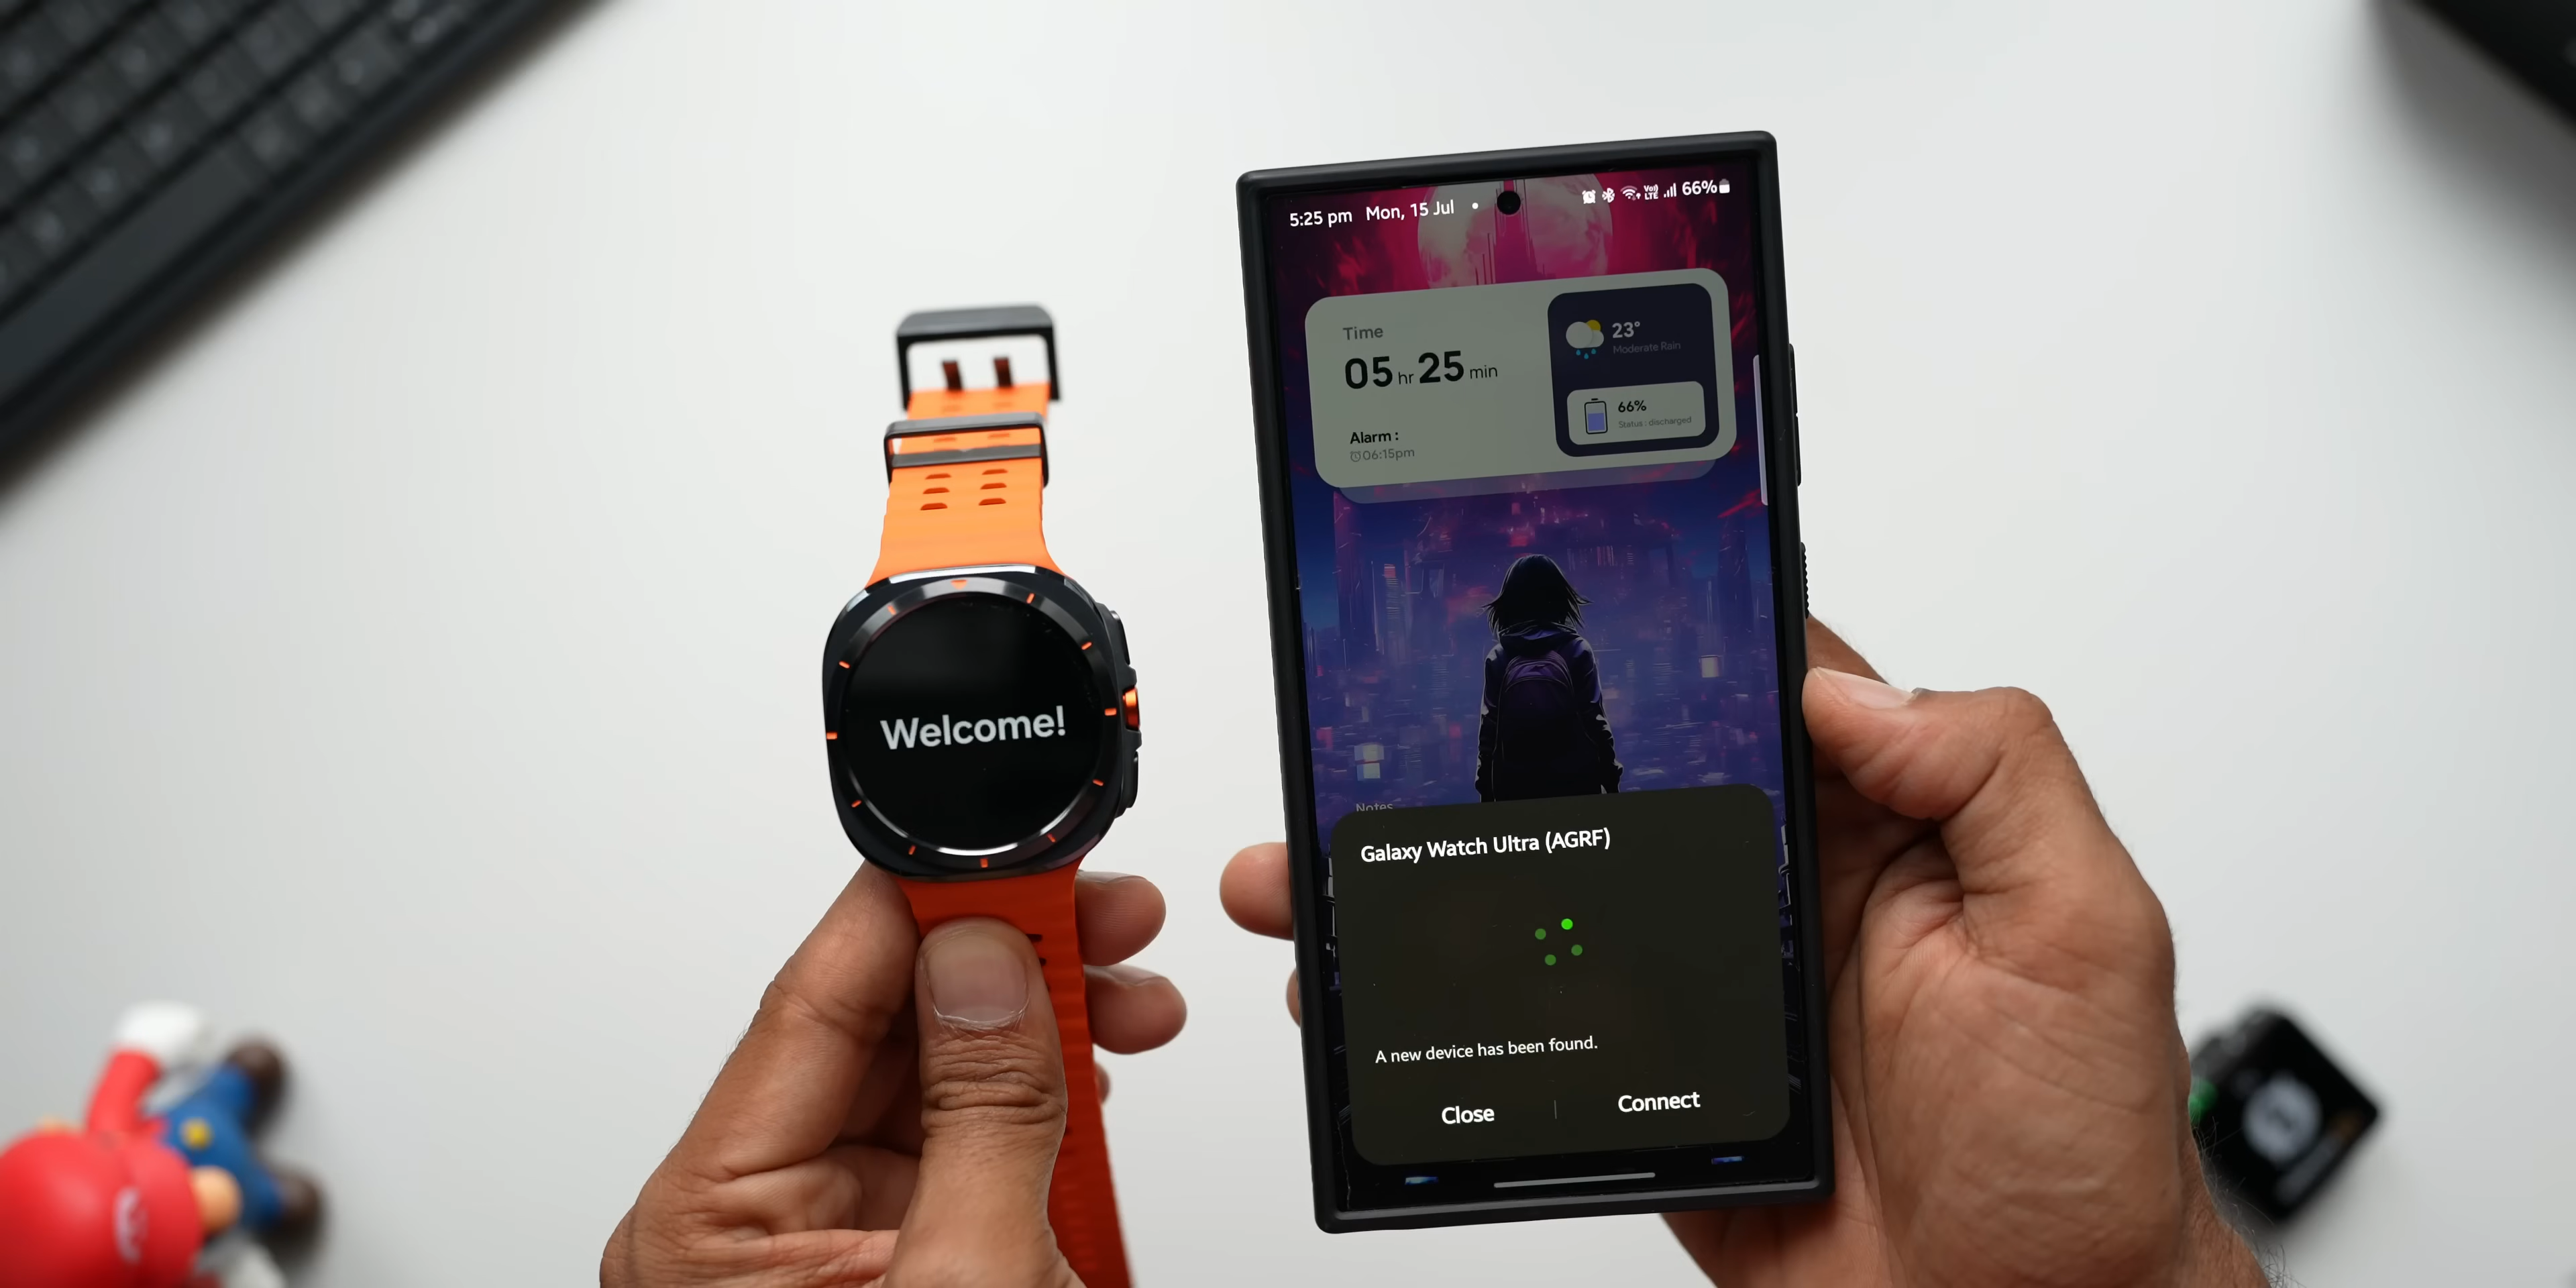 5:25 pm Mon, 15 Jul • 66%
Time
05 hr 25 min
Alarm :
06:15pm
23°
Moderate Rain
66%
Status : discharged
Welcome!
Notes
Galaxy Watch Ultra (AGRF)
A new device has been found.
Close | Connect